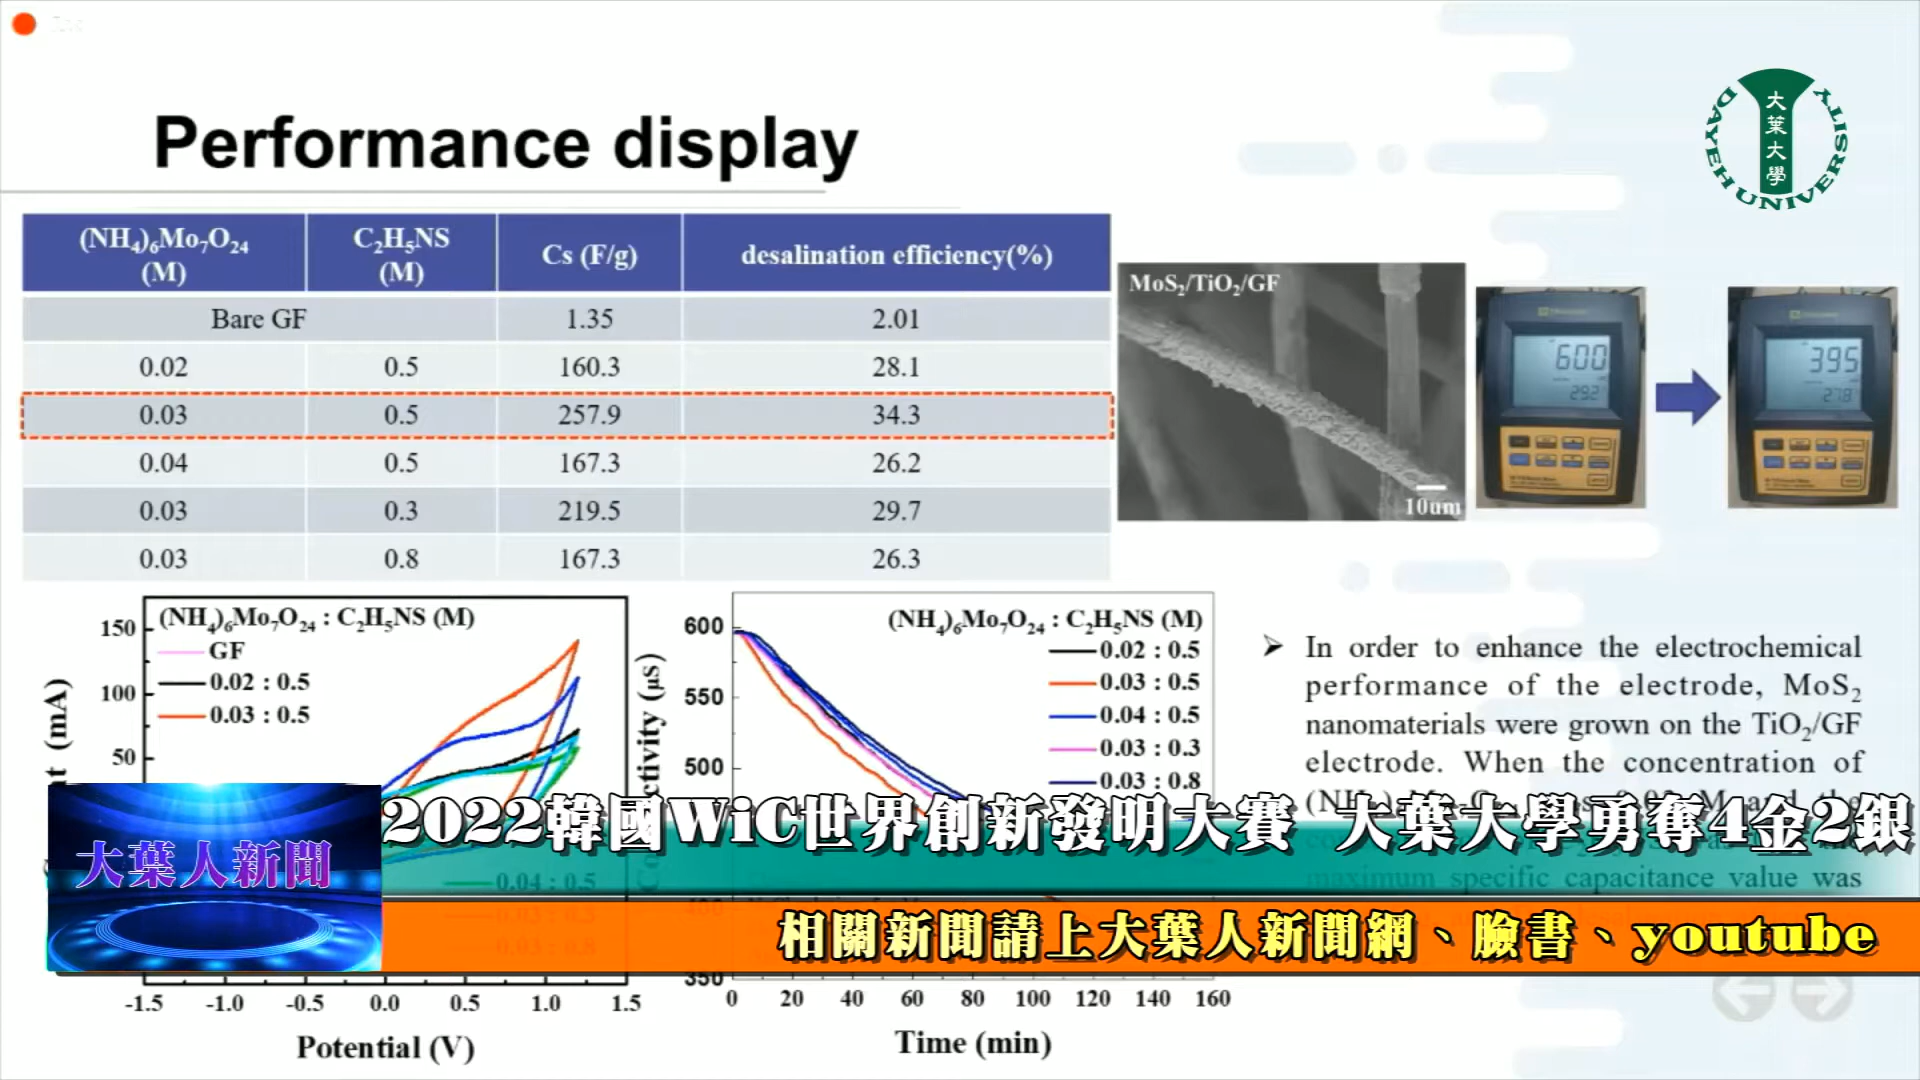 Performance display
大葉大學
DAYEH UNIVERSITY
(NH₄)₆Mo₇O₂₄ (M) C₂H₅NS (M) Cs (F/g) desalination efficiency(%)
Bare GF 1.35 2.01
0.02 0.5 160.3 28.1
0.03 0.5 257.9 34.3
0.04 0.5 167.3 26.2
0.03 0.3 219.5 29.7
0.03 0.8 167.3 26.3
MoS₂/TiO₂/GF
10um
600
395
(NH₄)₆Mo₇O₂₄ : C₂H₅NS (M)
GF
0.02 : 0.5
0.03 : 0.5
0.04 : 0.5
150
100
50
-1.5 -1.0 -0.5 0.0 0.5 1.0 1.5
Potential (V)
(NH₄)₆Mo₇O₂₄ : C₂H₅NS (M)
0.02 : 0.5
0.03 : 0.5
0.04 : 0.5
0.03 : 0.3
0.03 : 0.8
600
550
500
350
0 20 40 60 80 100 120 140 160
Time (min)
➢ In order to enhance the electrochemical
performance of the electrode, MoS₂
nanomaterials were grown on the TiO₂/GF
electrode. When the concentration of
maximum specific capacitance value was
大葉人新聞
2022韓國WiC世界創新發明大賽 大葉大學勇奪4金2銀
相關新聞請上大葉人新聞網、臉書、youtube